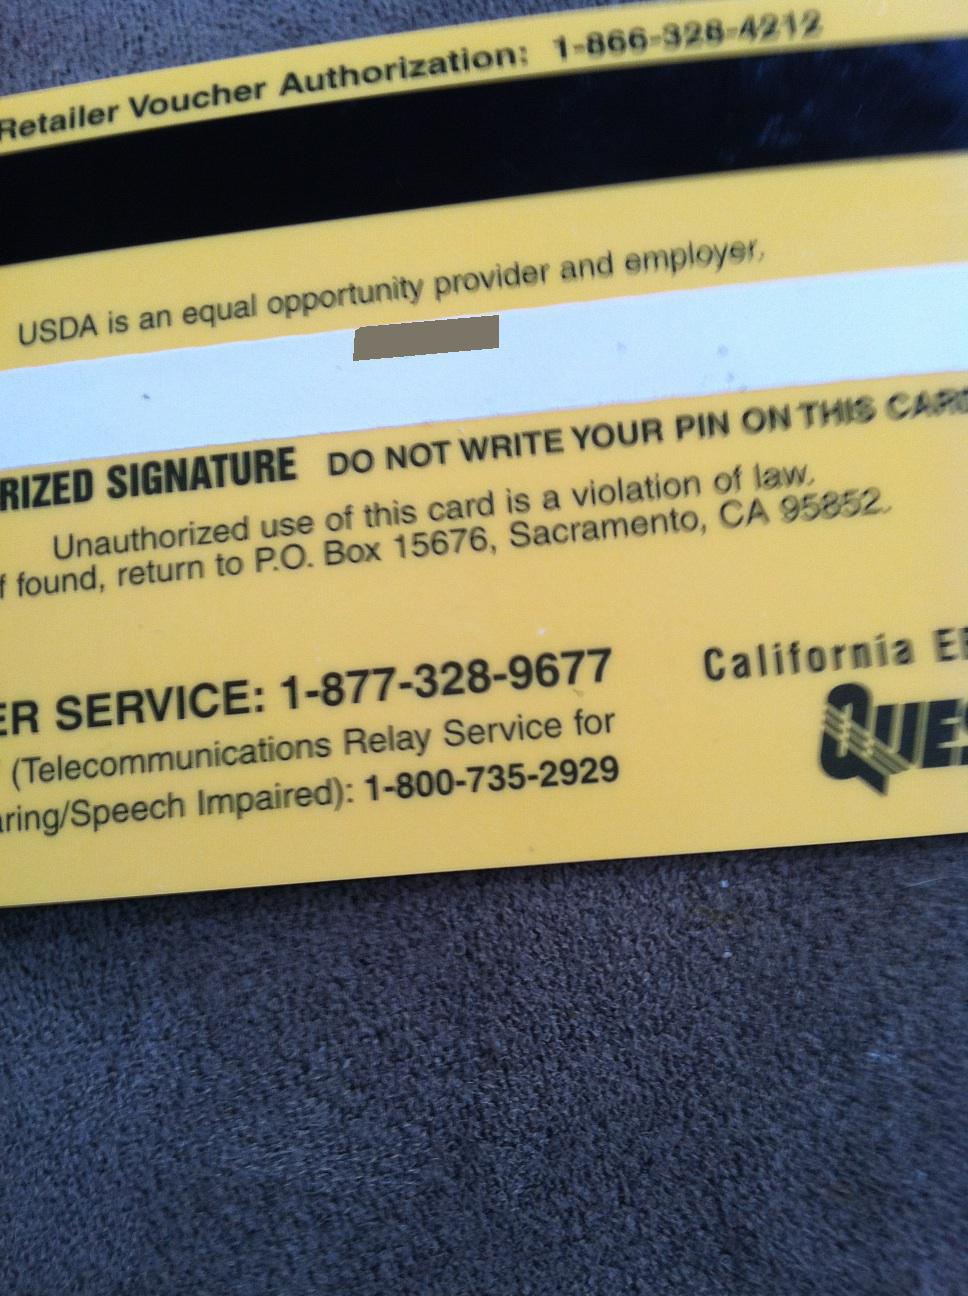 Retailer Voucher Authorization: 1-866-328-4212
USDA is an equal opportunity provider and employer.
RIZED SIGNATURE DO NOT WRITE YOUR PIN ON THIS CARD
Unauthorized use of this card is a violation of law.
f found, return to P.O. Box 15676, Sacramento, CA 95852.
ER SERVICE: 1-877-328-9677
(Telecommunications Relay Service for
aring/Speech Impaired): 1-800-735-2929
California EB
QUES